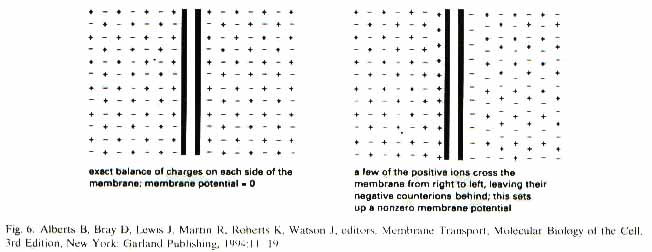 exact balance of charges on each side of the
membrane; membrane potential = 0
a few of the positive ions cross the
membrane from right to left, leaving their
negative counterions behind; this sets
up a nonzero membrane potential
Fig. 6. Alberts B, Bray D, Lewis J, Martin R, Roberts K, Watson J, editors. Membrane Transport, Molecular Biology of the Cell.
3rd Edition, New York: Garland Publishing, 1994:11 19